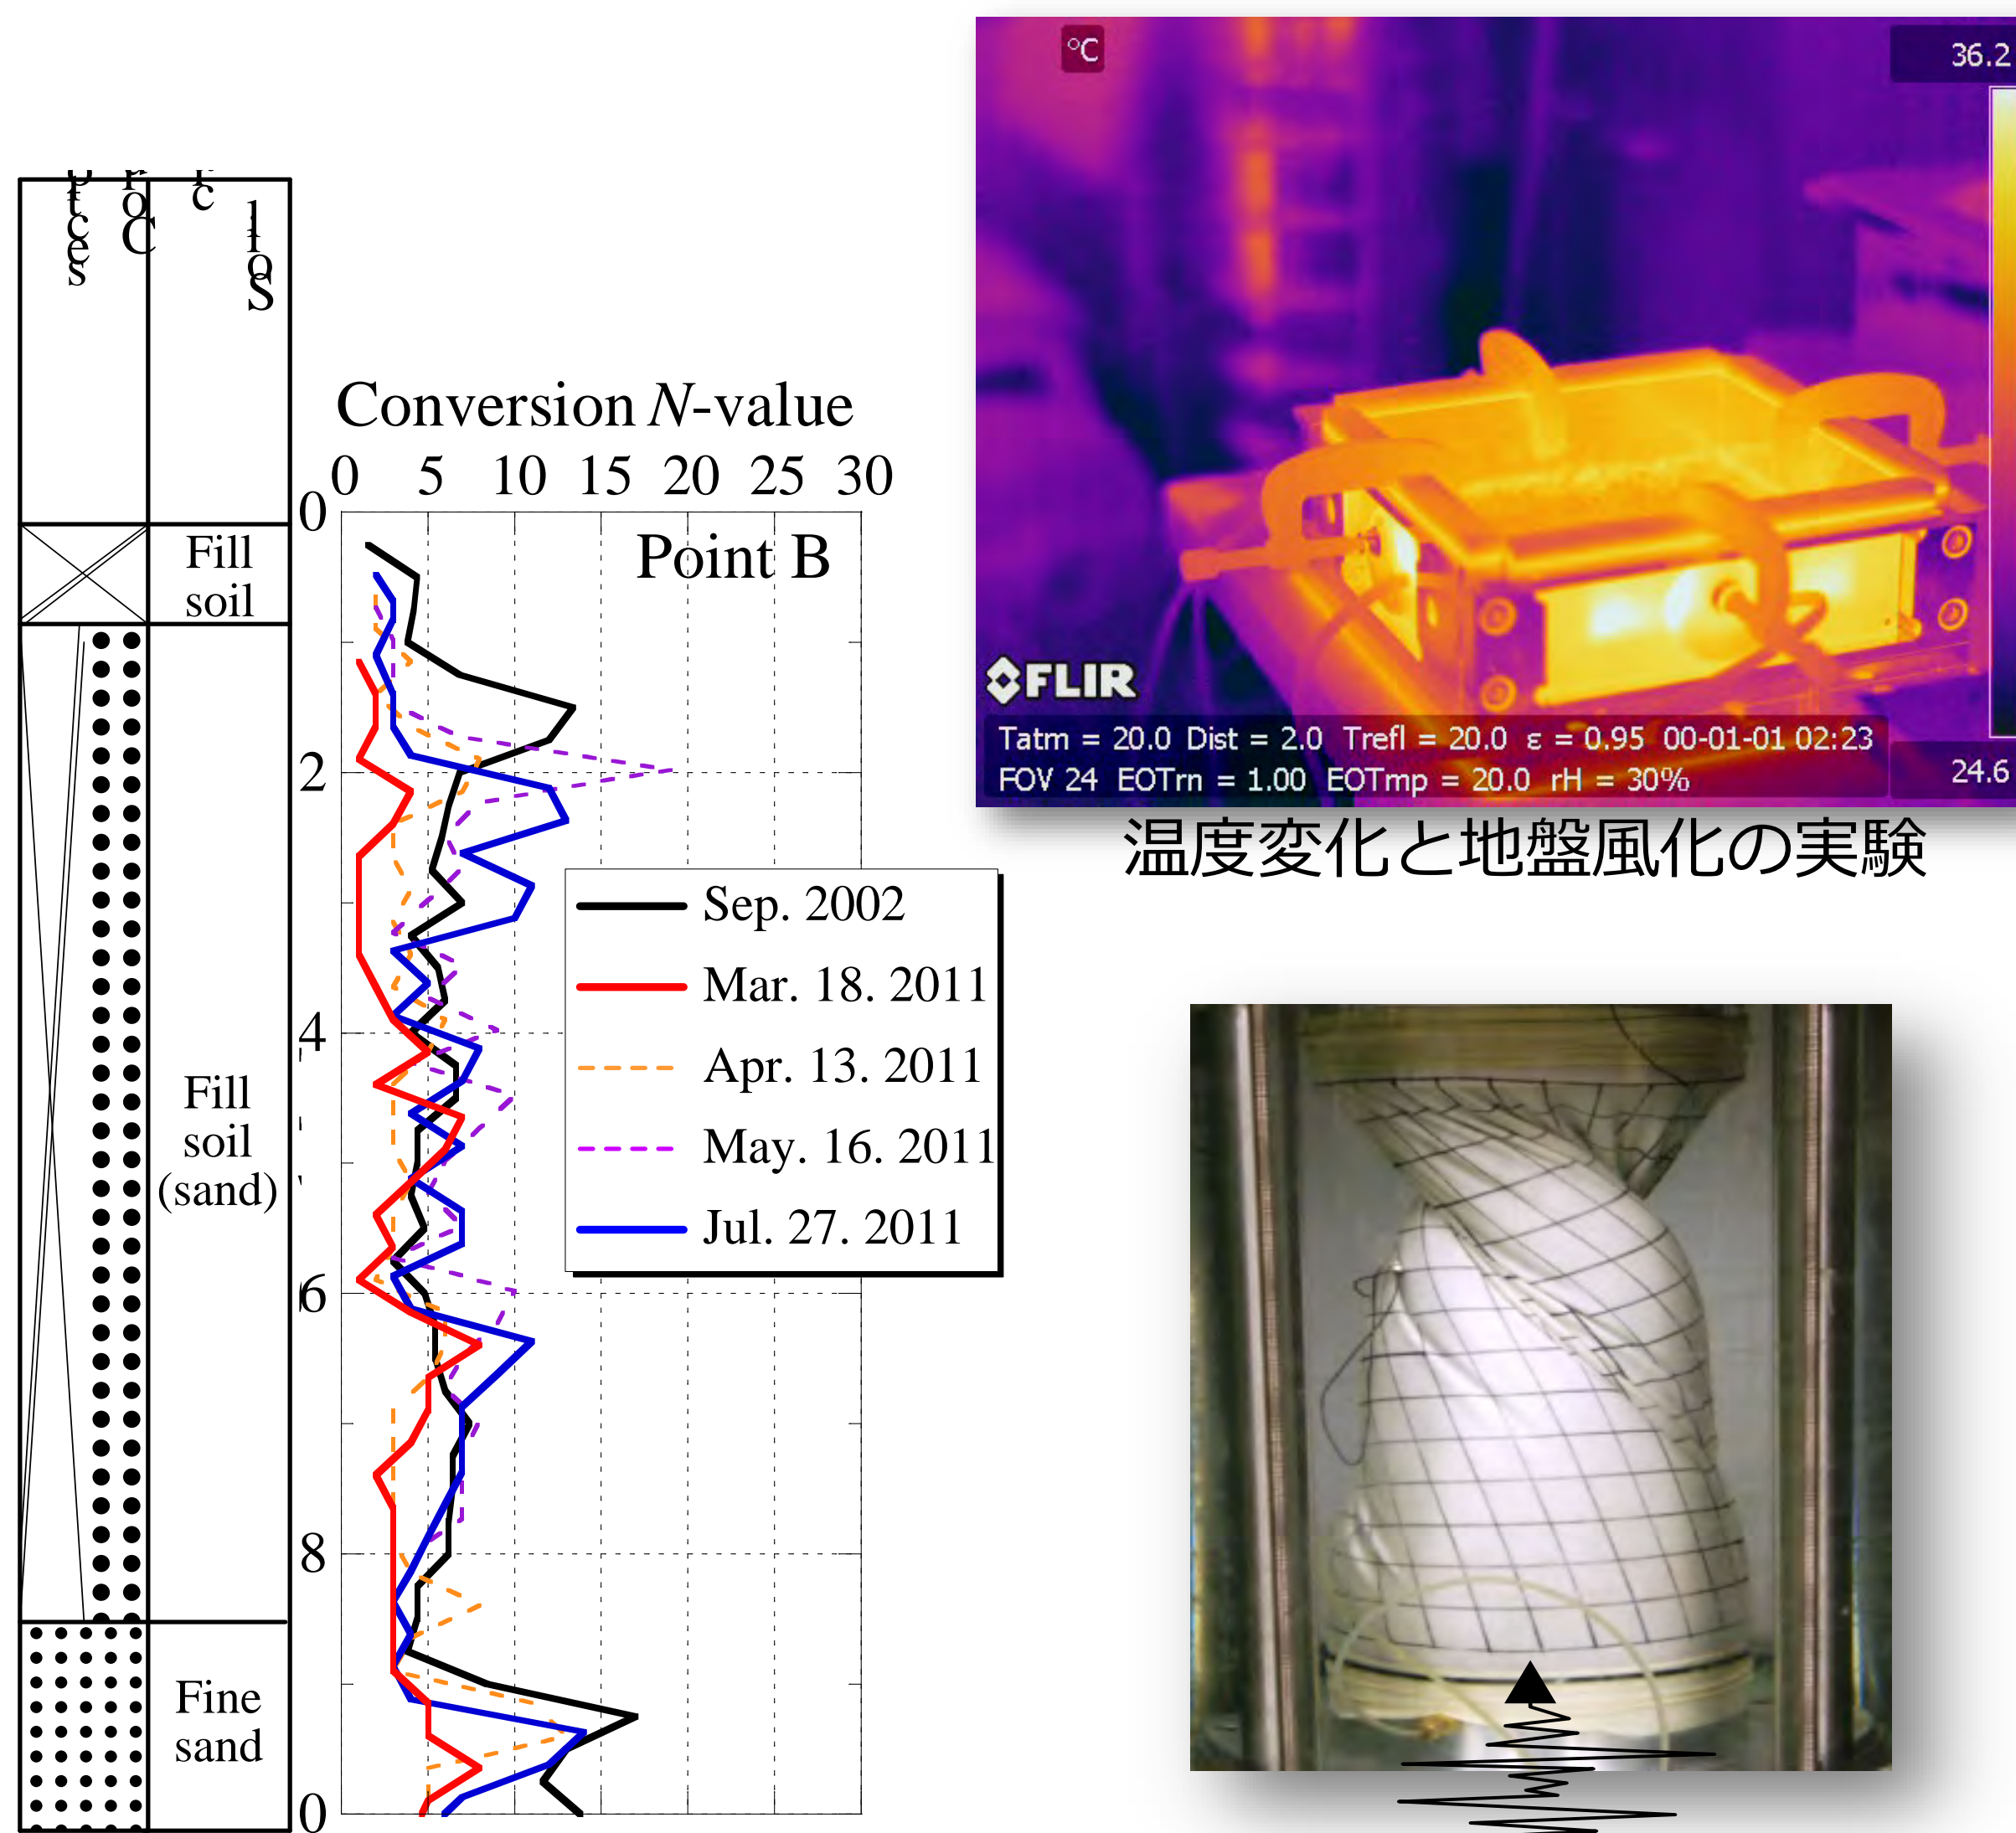 Conversion N-value
0 5 10 15 20 25 30
Point B
0
2
4
6
8
0
Fill
soil
Fill
soil
(sand)
Fine
sand
Sep. 2002
Mar. 18. 2011
Apr. 13. 2011
May. 16. 2011
Jul. 27. 2011
°C
36.2
FLIR
Tatm = 20.0 Dist = 2.0 Trefl = 20.0 ε = 0.95 00-01-01 02:23
FOV 24 EOTrn = 1.00 EOTmp = 20.0 rH = 30%
24.6
温度変化と地盤風化の実験